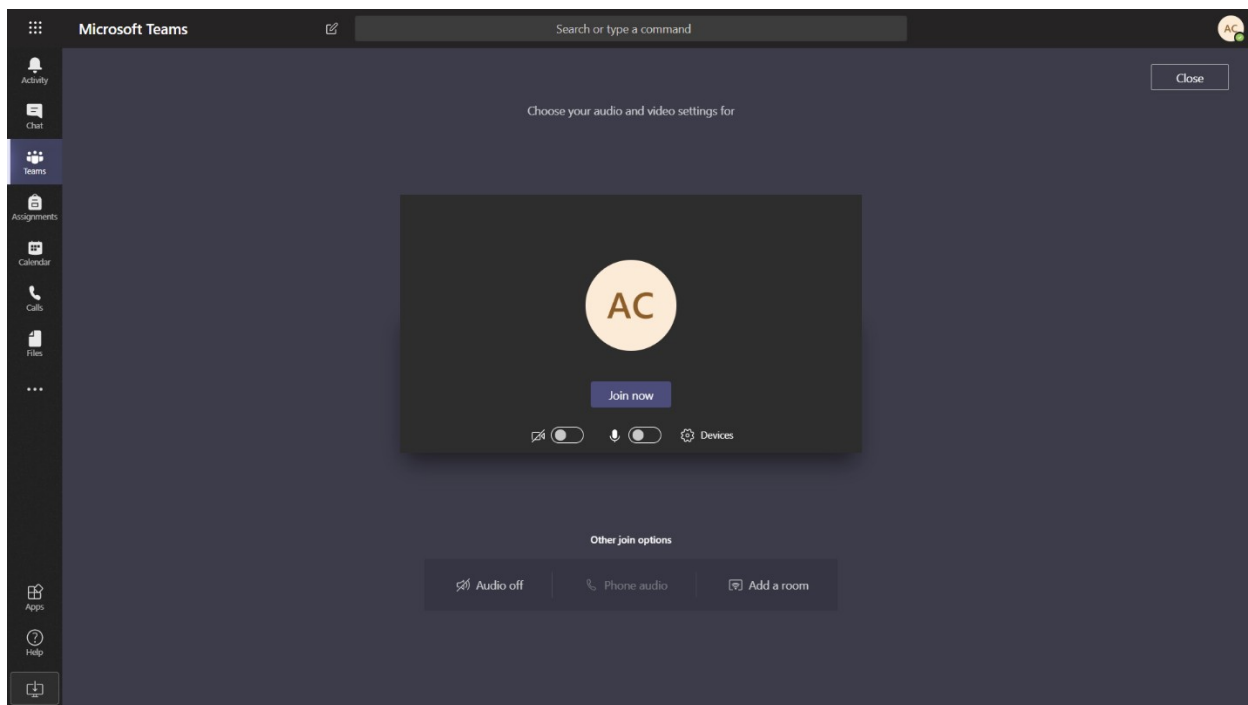 Microsoft Teams
Search or type a command
AC
Activity
Chat
Teams
Assignments
Calendar
Calls
Files
Apps
Help
Close
Choose your audio and video settings for
AC
Join now
Devices
Other join options
Audio off
Phone audio
Add a room